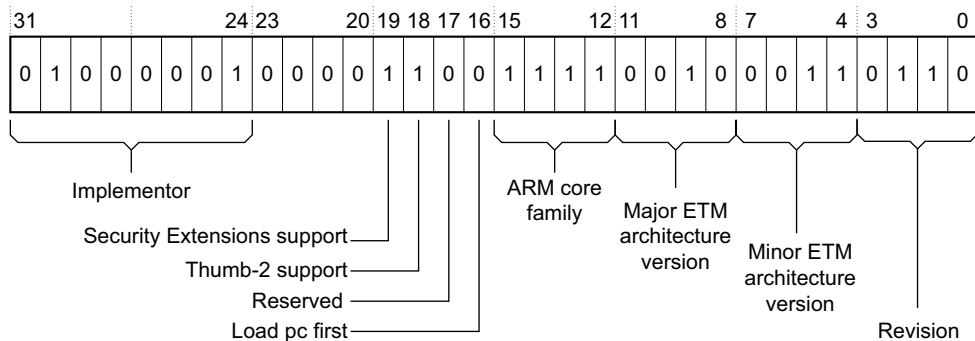 31 24 23 20 19 18 17 16 15 12 11 8 7 4 3 0
0 1 0 0 0 0 0 1 0 0 0 0 1 1 0 0 1 1 1 1 0 0 1 0 0 0 1 1 0 1 1 0
Implementor
Security Extensions support
Thumb-2 support
Reserved
Load pc first
ARM core
family
Major ETM
architecture
version
Minor ETM
architecture
version
Revision